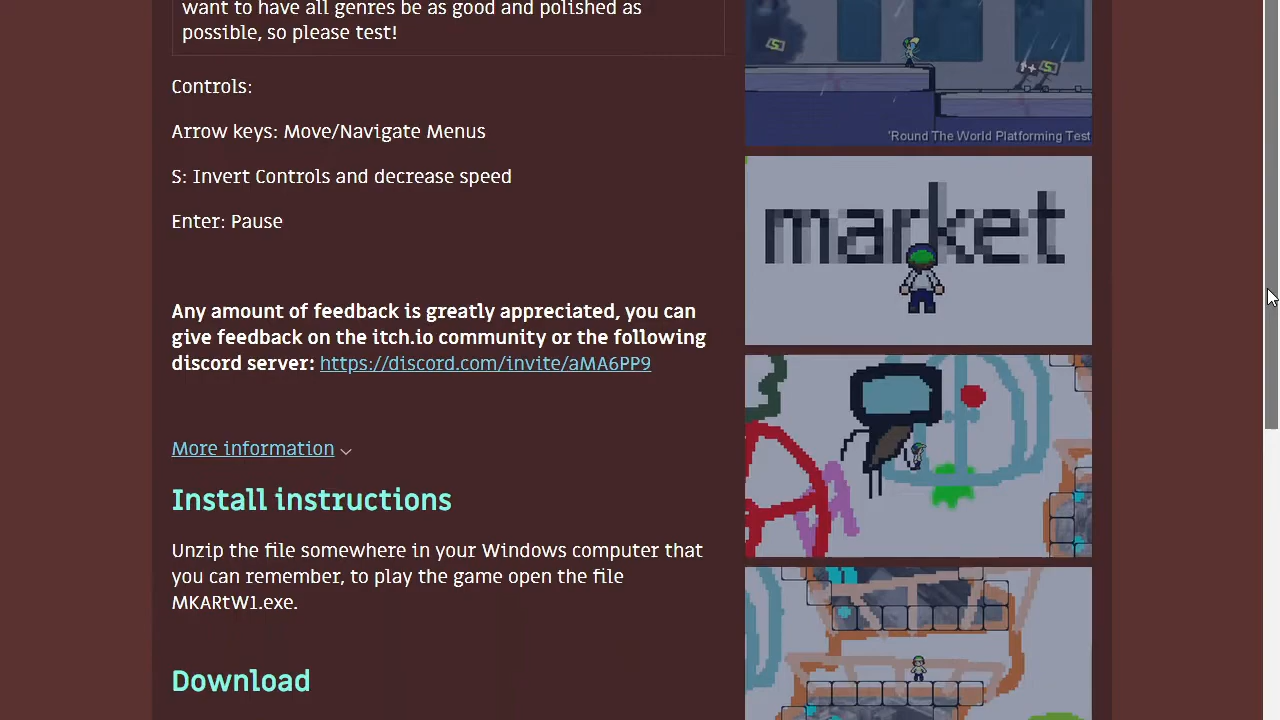 want to have all genres be as good and polished as
possible, so please test!
Controls:
Arrow keys: Move/Navigate Menus
S: Invert Controls and decrease speed
Enter: Pause
Any amount of feedback is greatly appreciated, you can
give feedback on the itch.io community or the following
discord server: https://discord.com/invite/aMA6PP9
More information
Install instructions
Unzip the file somewhere in your Windows computer that
you can remember, to play the game open the file
MKARtW1.exe.
Download
'Round The World Platforming Test
market